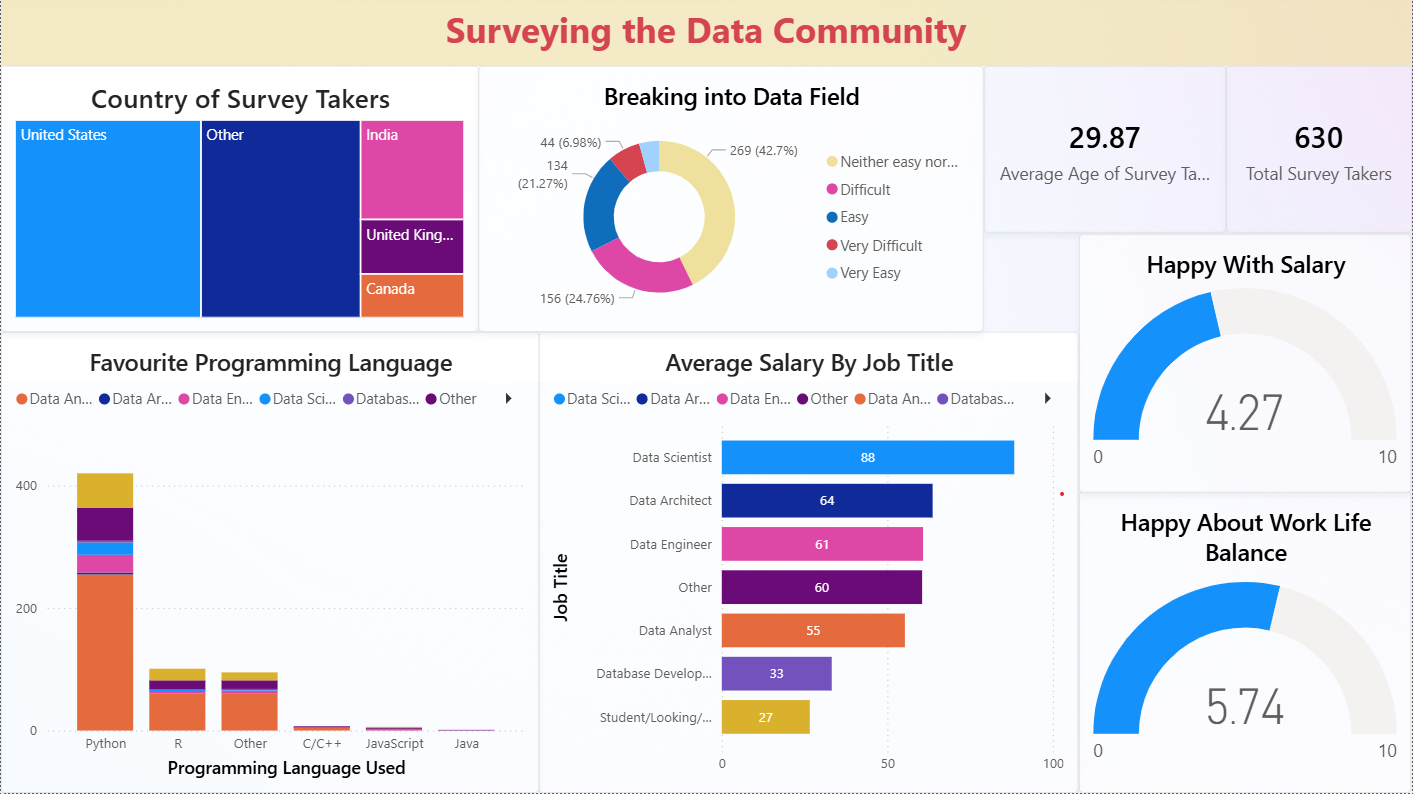 Surveying the Data Community
Country of Survey Takers
United States
Other
India
United King...
Canada
Breaking into Data Field
44 (6.98%)
134
(21.27%)
156 (24.76%)
269 (42.7%)
Neither easy nor...
Difficult
Easy
Very Difficult
Very Easy
29.87
Average Age of Survey Ta...
630
Total Survey Takers
Happy With Salary
4.27
0
10
Favourite Programming Language
Data An...
Data Ar...
Data En...
Data Sci...
Databas...
Other
400
200
0
Python
R
Other
C/C++
JavaScript
Java
Programming Language Used
Average Salary By Job Title
Data Sci...
Data Ar...
Data En...
Other
Data An...
Databas...
Job Title
Data Scientist
88
Data Architect
64
Data Engineer
61
Other
60
Data Analyst
55
Database Develop...
33
Student/Looking/...
27
0
50
100
Happy About Work Life
Balance
5.74
0
10